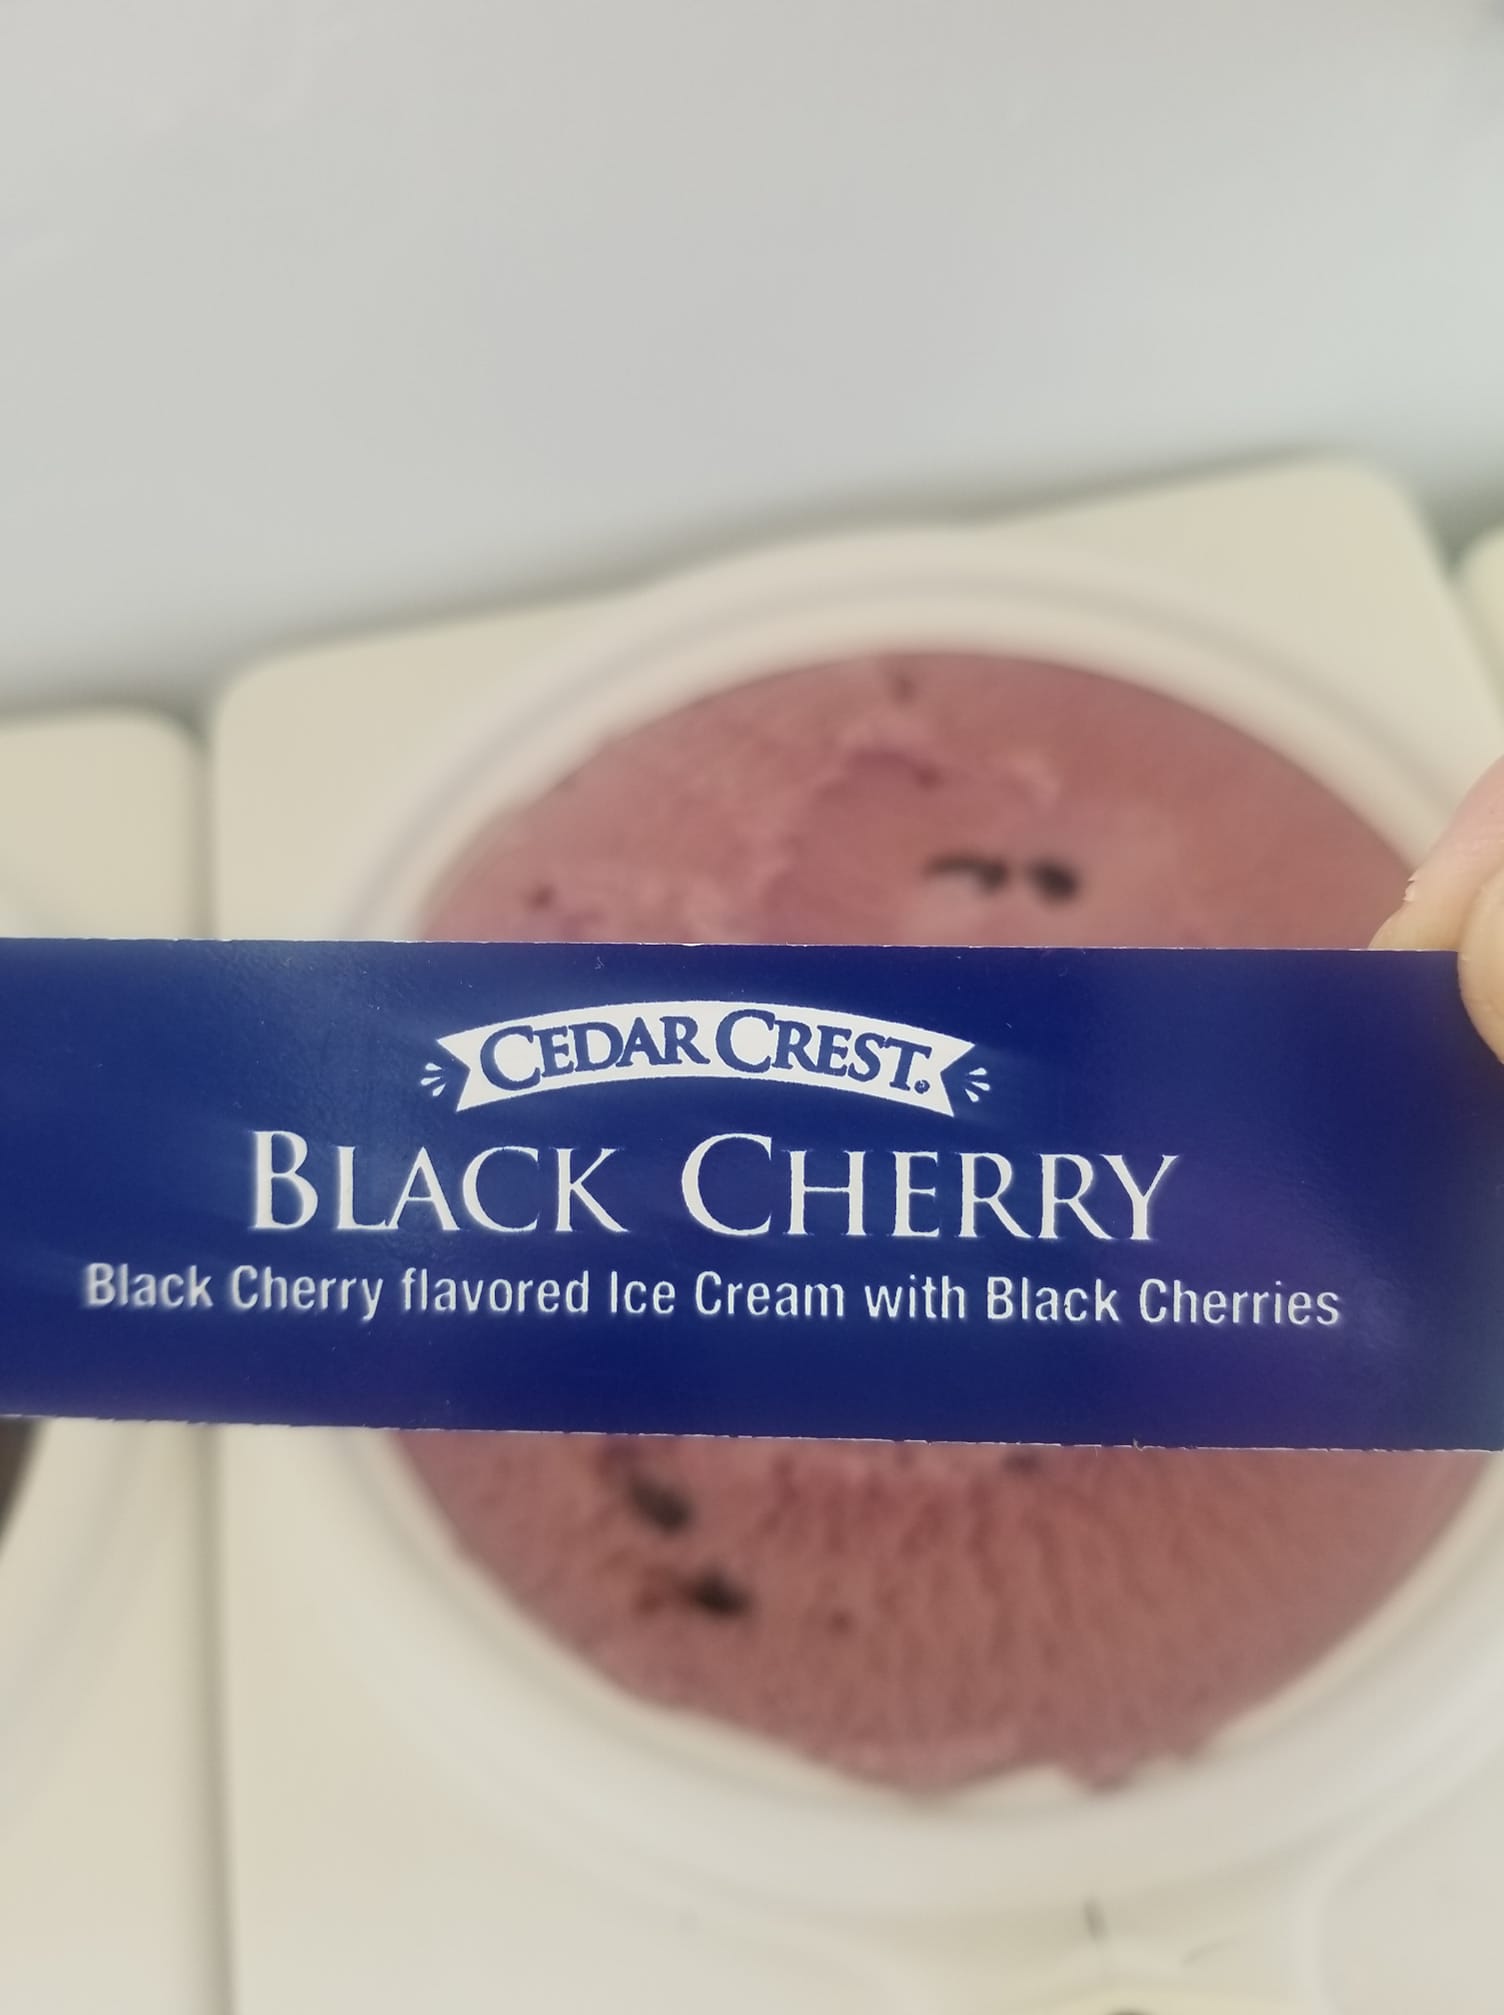 CEDAR CREST®
BLACK CHERRY
Black Cherry flavored Ice Cream with Black Cherries